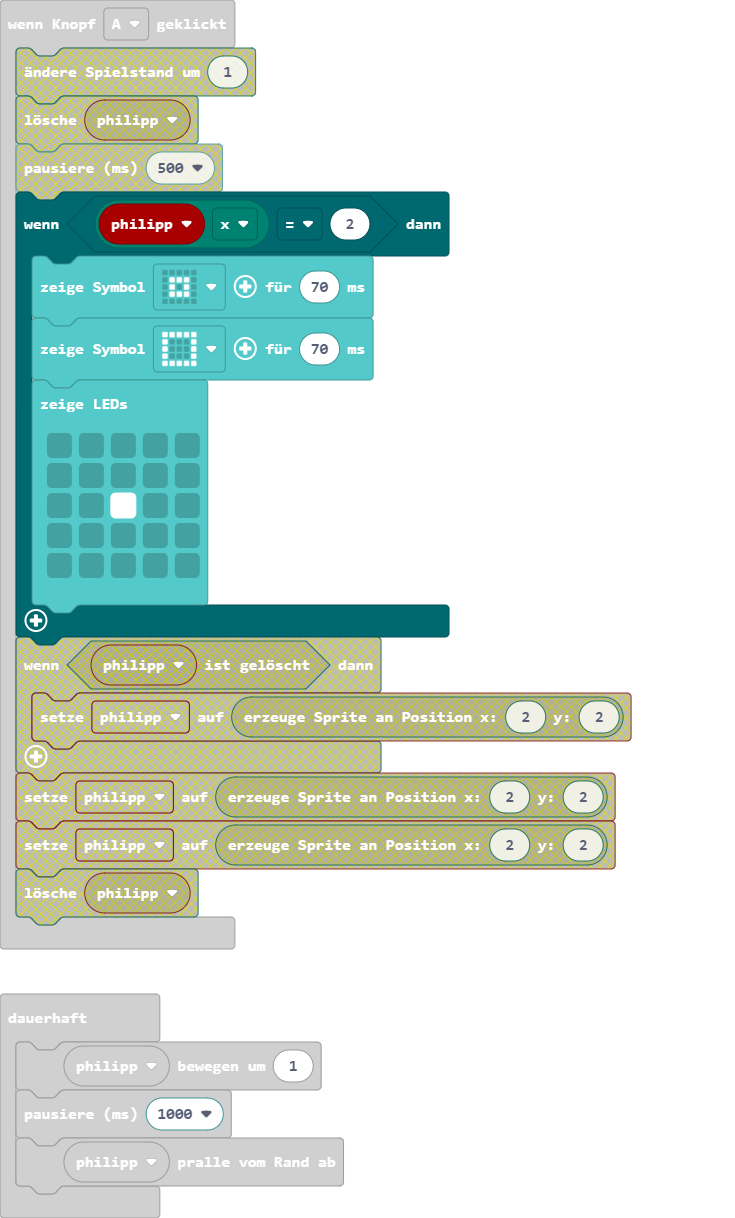 wenn Knopf A geklickt
ändere Spielstand um 1
lösche philipp
pausiere (ms) 500
wenn philipp x = 2 dann
zeige Symbol für 70 ms
zeige Symbol für 70 ms
zeige LEDs
wenn philipp ist gelöscht dann
setze philipp auf erzeuge Sprite an Position x: 2 y: 2
setze philipp auf erzeuge Sprite an Position x: 2 y: 2
setze philipp auf erzeuge Sprite an Position x: 2 y: 2
lösche philipp
dauerhaft
philipp bewegen um 1
pausiere (ms) 1000
philipp pralle vom Rand ab